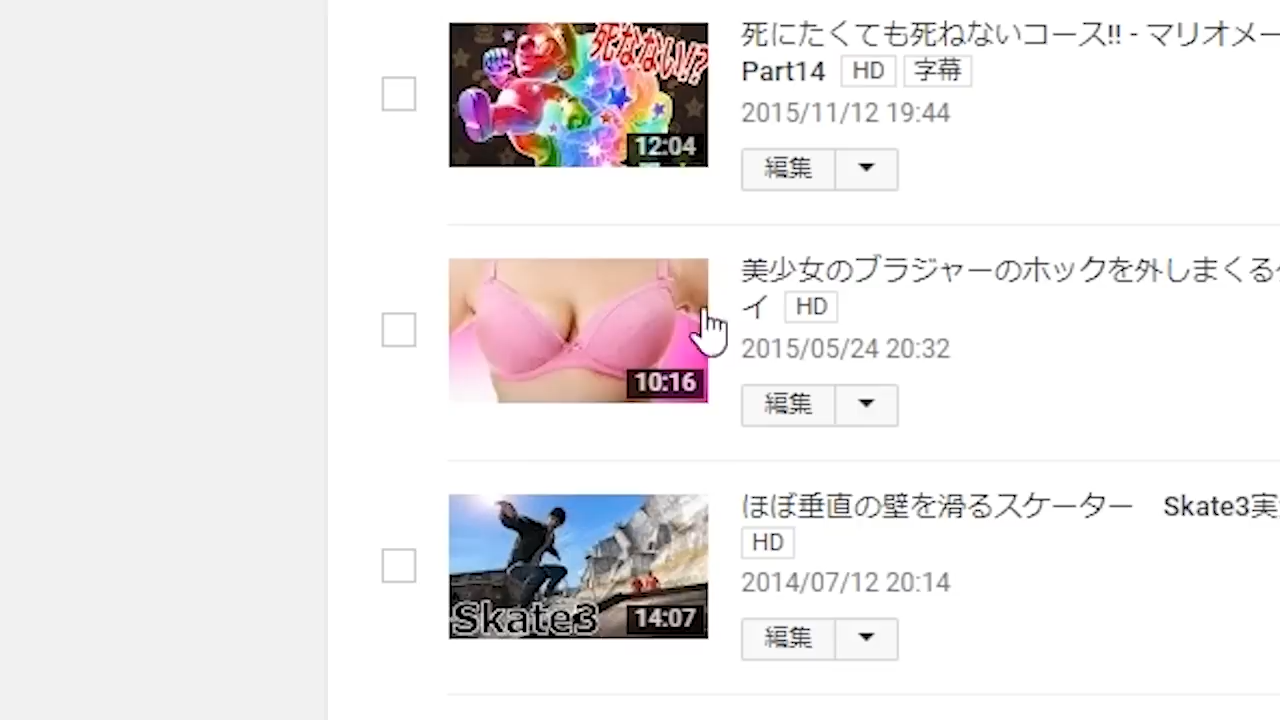 死なない!?
12:04
死にたくても死ねないコース!! - マリオメー
Part14 HD 字幕
2015/11/12 19:44
編集
10:16
美少女のブラジャーのホックを外しまくる
イ HD
2015/05/24 20:32
編集
Skate3
14:07
ほぼ垂直の壁を滑るスケーター Skate3実
HD
2014/07/12 20:14
編集